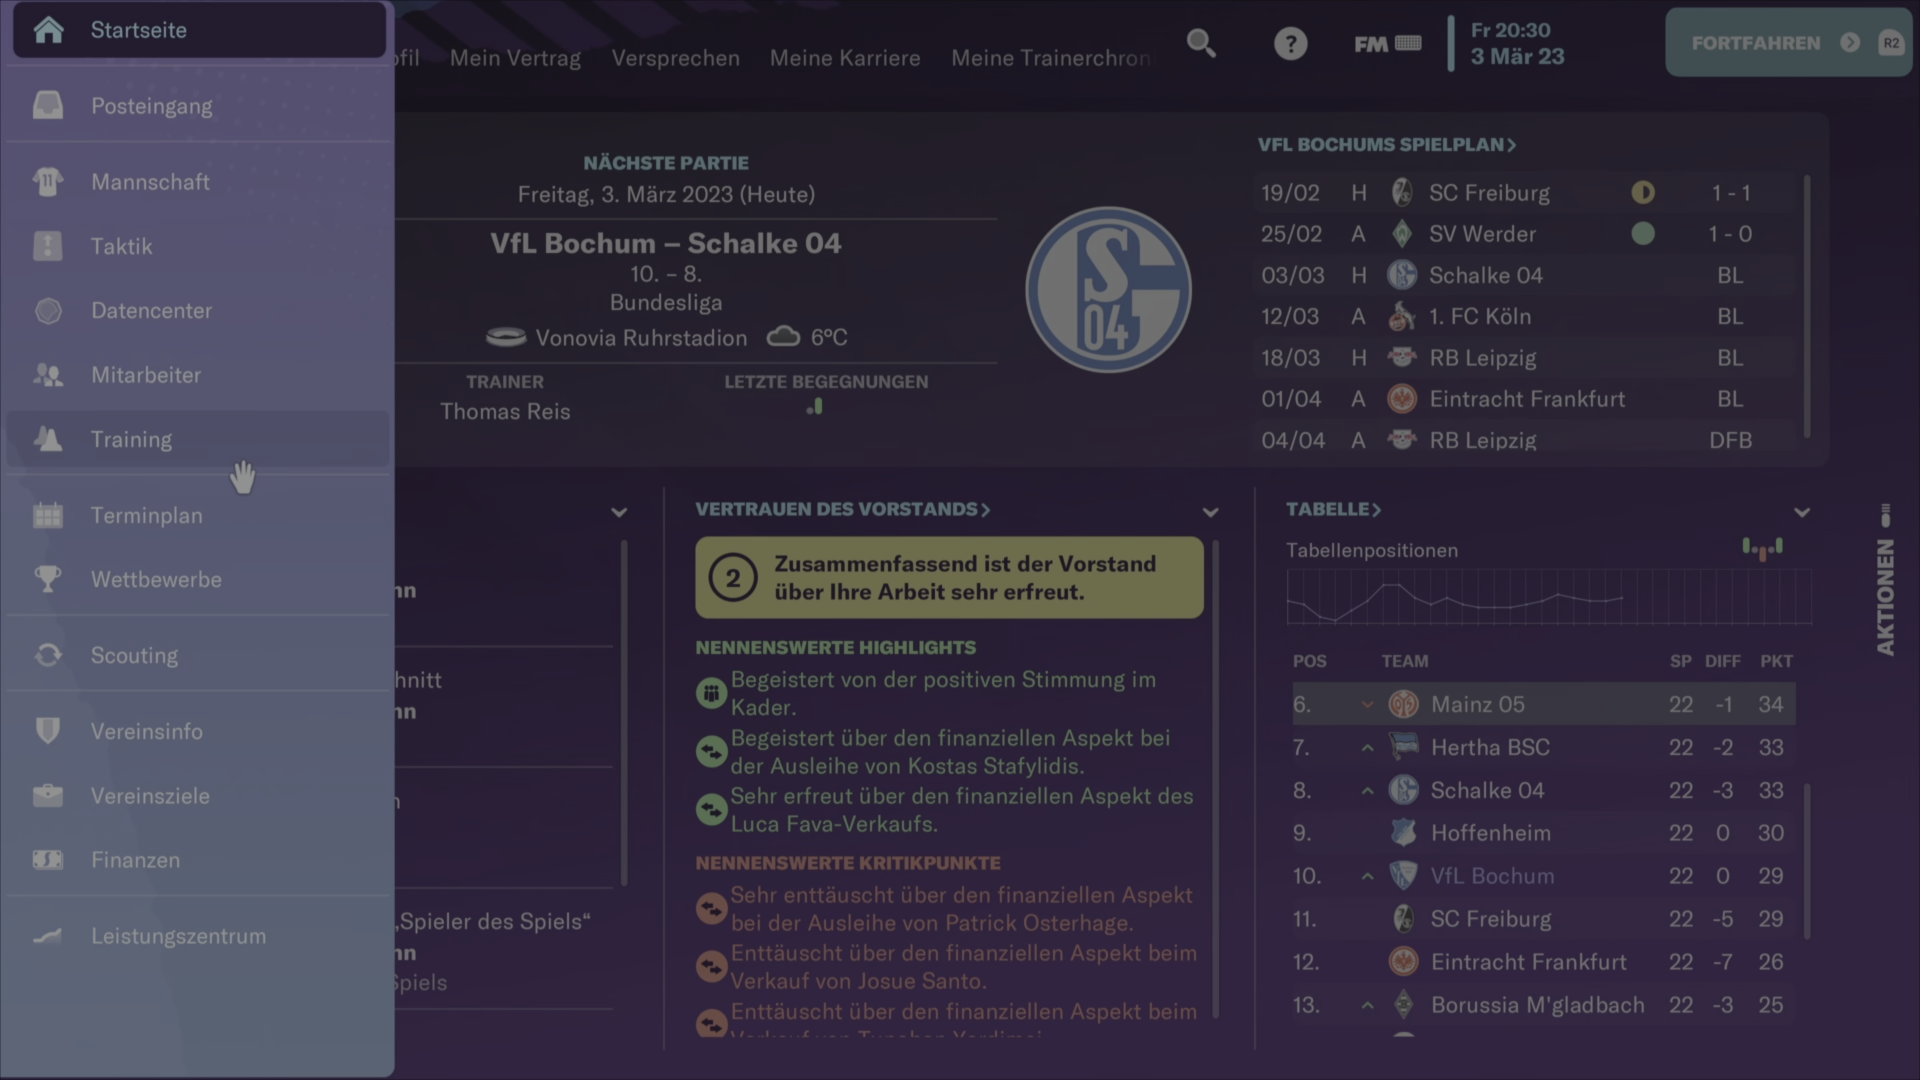 Startseite
Posteingang
Mannschaft
Taktik
Datencenter
Mitarbeiter
Training
Terminplan
Wettbewerbe
Scouting
Vereinsinfo
Vereinsziele
Finanzen
Leistungszentrum
ofil Mein Vertrag Versprechen Meine Karriere Meine Trainerchron
? FM Fr 20:30
3 Mär 23
FORTFAHREN R2
NÄCHSTE PARTIE
Freitag, 3. März 2023 (Heute)
VfL Bochum – Schalke 04
10. – 8.
Bundesliga
Vonovia Ruhrstadion 6ºC
TRAINER
Thomas Reis
LETZTE BEGEGNUNGEN
S 04
VFL BOCHUMS SPIELPLAN
19/02 H SC Freiburg 1 - 1
25/02 A SV Werder 1 - 0
03/03 H Schalke 04 BL
12/03 A 1. FC Köln BL
18/03 H RB Leipzig BL
01/04 A Eintracht Frankfurt BL
04/04 A RB Leipzig DFB
nn
hnitt
nn
n
„Spieler des Spiels“
nn
Spiels
VERTRAUEN DES VORSTANDS
2 Zusammenfassend ist der Vorstand
über Ihre Arbeit sehr erfreut.
NENNENSWERTE HIGHLIGHTS
Begeistert von der positiven Stimmung im
Kader.
Begeistert über den finanziellen Aspekt bei
der Ausleihe von Kostas Stafylidis.
Sehr erfreut über den finanziellen Aspekt des
Luca Fava-Verkaufs.
NENNENSWERTE KRITIKPUNKTE
Sehr enttäuscht über den finanziellen Aspekt
bei der Ausleihe von Patrick Osterhage.
Enttäuscht über den finanziellen Aspekt beim
Verkauf von Josue Santo.
Enttäuscht über den finanziellen Aspekt beim
TABELLE
Tabellenpositionen
POS TEAM SP DIFF PKT
6. Mainz 05 22 -1 34
7. Hertha BSC 22 -2 33
8. Schalke 04 22 -3 33
9. Hoffenheim 22 0 30
10. VfL Bochum 22 0 29
11. SC Freiburg 22 -5 29
12. Eintracht Frankfurt 22 -7 26
13. Borussia M'gladbach 22 -3 25
AKTIONEN